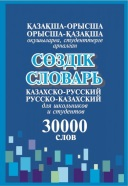 ҚАЗАҚША-ОРЫСША
ОРЫСША-ҚАЗАҚША
оқушыларға, студенттерге
арналған
СӨЗДІК
СЛОВАРЬ
КАЗАХСКО-РУССКИЙ
РУССКО-КАЗАХСКИЙ
для школьников
и студентов
30000
слов